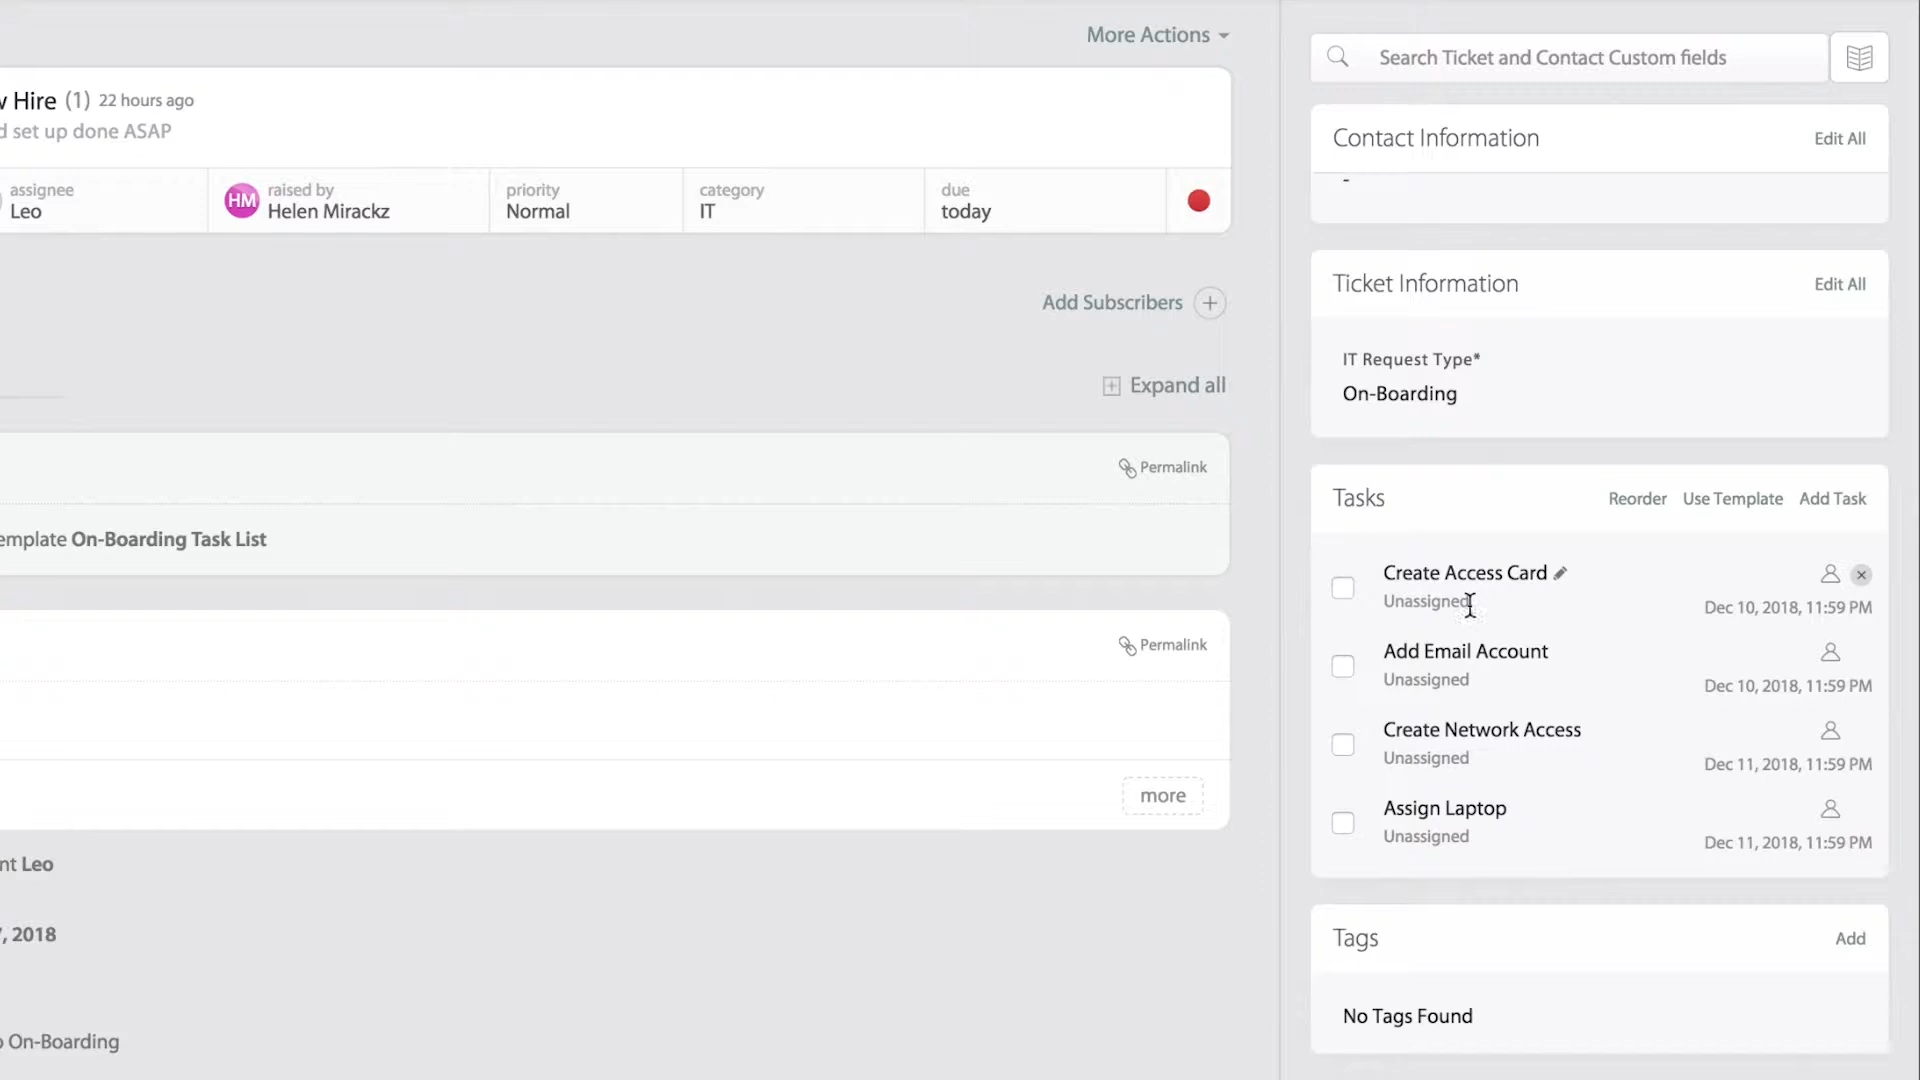 More Actions
w Hire (1) 22 hours ago
d set up done ASAP
assignee
Leo
HM
raised by
Helen Mirackz
priority
Normal
category
IT
due
today
Add Subscribers
Expand all
Permalink
emplate On-Boarding Task List
Permalink
more
nt Leo
, 2018
o On-Boarding
Search Ticket and Contact Custom fields
Contact Information
Edit All
-
Ticket Information
Edit All
IT Request Type*
On-Boarding
Tasks
Reorder
Use Template
Add Task
Create Access Card
Unassigned
Dec 10, 2018, 11:59 PM
Add Email Account
Unassigned
Dec 10, 2018, 11:59 PM
Create Network Access
Unassigned
Dec 11, 2018, 11:59 PM
Assign Laptop
Unassigned
Dec 11, 2018, 11:59 PM
Tags
Add
No Tags Found